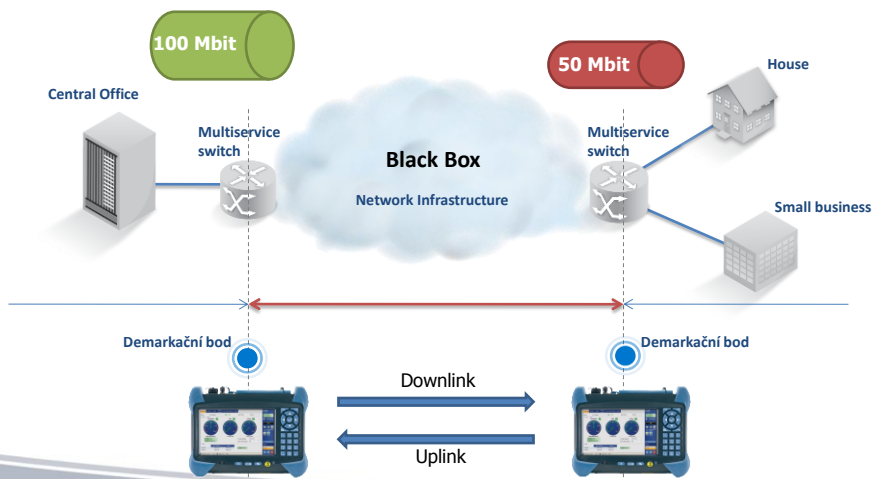 100 Mbit
50 Mbit
House
Central Office
Multiservice
switch
Multiservice
switch
Black Box
Network Infrastructure
Small business
Demarkační bod
Demarkační bod
Downlink
Uplink